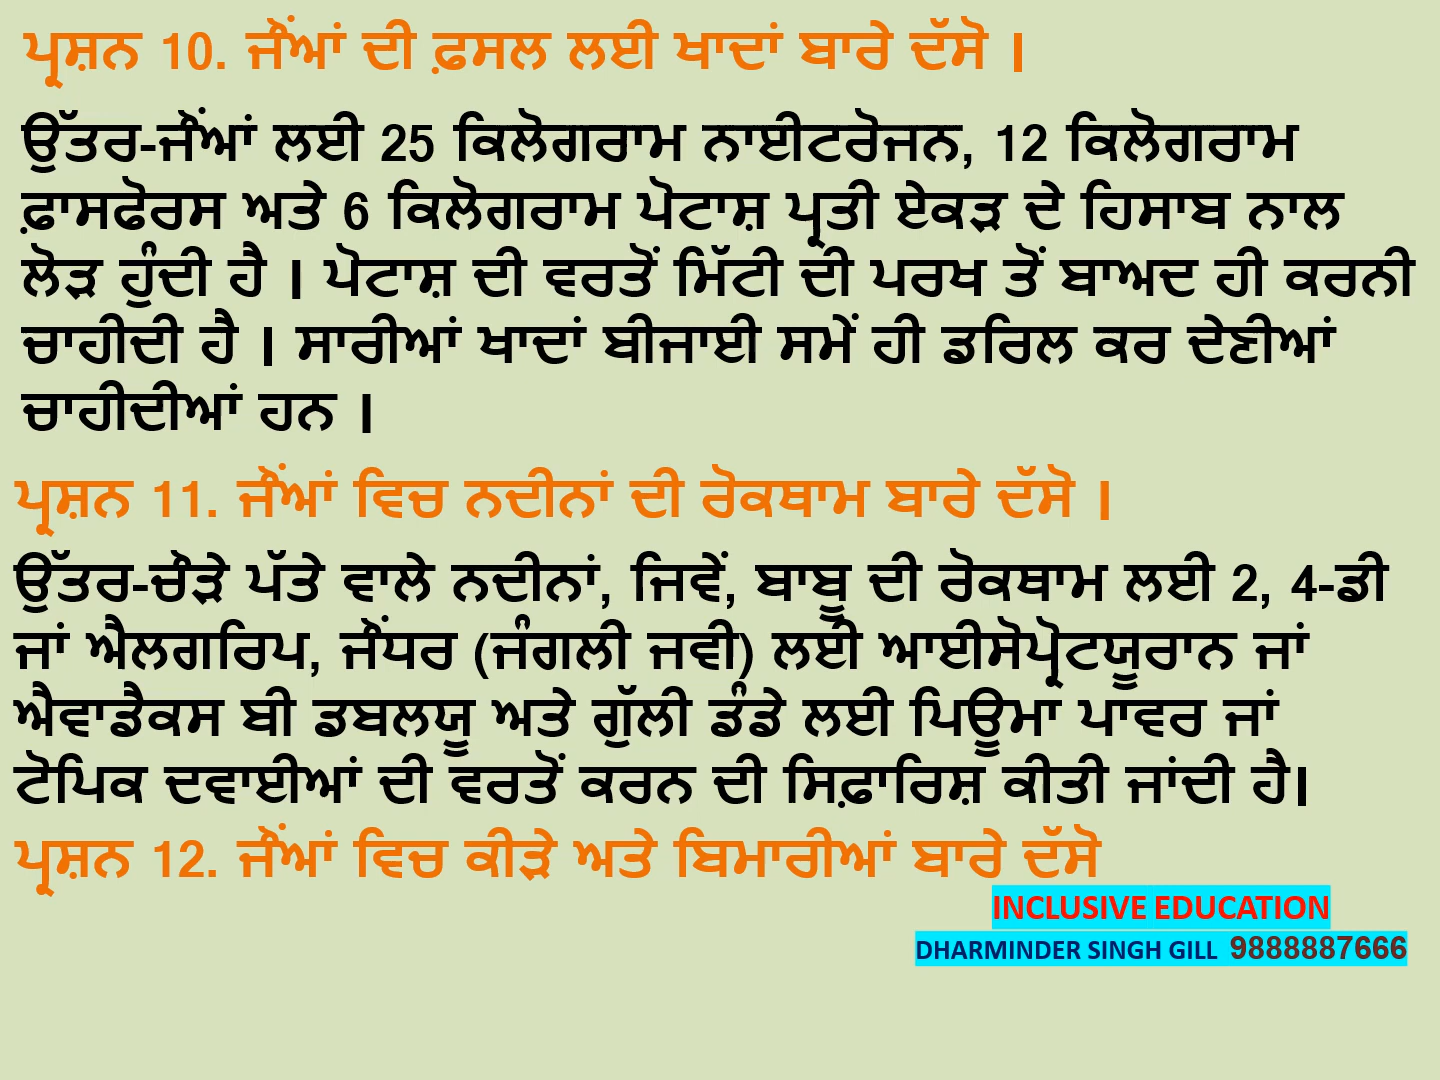 ਪ੍ਰਸ਼ਨ 10. ਜੌਂਆਂ ਦੀ ਫ਼ਸਲ ਲਈ ਖਾਦਾਂ ਬਾਰੇ ਦੱਸੋ ।
ਉੱਤਰ-ਜੌਂਆਂ ਲਈ 25 ਕਿਲੋਗਰਾਮ ਨਾਈਟਰੋਜਨ, 12 ਕਿਲੋਗਰਾਮ
ਫ਼ਾਸਫੋਰਸ ਅਤੇ 6 ਕਿਲੋਗਰਾਮ ਪੋਟਾਸ਼ ਪ੍ਰਤੀ ਏਕੜ ਦੇ ਹਿਸਾਬ ਨਾਲ
ਲੋੜ ਹੁੰਦੀ ਹੈ । ਪੋਟਾਸ਼ ਦੀ ਵਰਤੋਂ ਮਿੱਟੀ ਦੀ ਪਰਖ ਤੋਂ ਬਾਅਦ ਹੀ ਕਰਨੀ
ਚਾਹੀਦੀ ਹੈ । ਸਾਰੀਆਂ ਖਾਦਾਂ ਬੀਜਾਈ ਸਮੇਂ ਹੀ ਡਰਿਲ ਕਰ ਦੇਣੀਆਂ
ਚਾਹੀਦੀਆਂ ਹਨ ।
ਪ੍ਰਸ਼ਨ 11. ਜੌਂਆਂ ਵਿਚ ਨਦੀਨਾਂ ਦੀ ਰੋਕਥਾਮ ਬਾਰੇ ਦੱਸੋ ।
ਉੱਤਰ-ਚੌੜੇ ਪੱਤੇ ਵਾਲੇ ਨਦੀਨਾਂ, ਜਿਵੇਂ, ਬਾਬੂ ਦੀ ਰੋਕਥਾਮ ਲਈ 2, 4-ਡੀ
ਜਾਂ ਐਲਗਰਿਪ, ਜੌਂਧਰ (ਜੰਗਲੀ ਜਵੀ) ਲਈ ਆਈਸੋਪ੍ਰੋਟਯੂਰਾਨ ਜਾਂ
ਐਵਾਡੈਕਸ ਬੀ ਡਬਲਯੂ ਅਤੇ ਗੁੱਲੀ ਡੰਡੇ ਲਈ ਪਿਊਮਾ ਪਾਵਰ ਜਾਂ
ਟੋਪਿਕ ਦਵਾਈਆਂ ਦੀ ਵਰਤੋਂ ਕਰਨ ਦੀ ਸਿਫ਼ਾਰਿਸ਼ ਕੀਤੀ ਜਾਂਦੀ ਹੈ।
ਪ੍ਰਸ਼ਨ 12. ਜੌਂਆਂ ਵਿਚ ਕੀੜੇ ਅਤੇ ਬਿਮਾਰੀਆਂ ਬਾਰੇ ਦੱਸੋ
INCLUSIVE EDUCATION
DHARMINDER SINGH GILL 9888887666